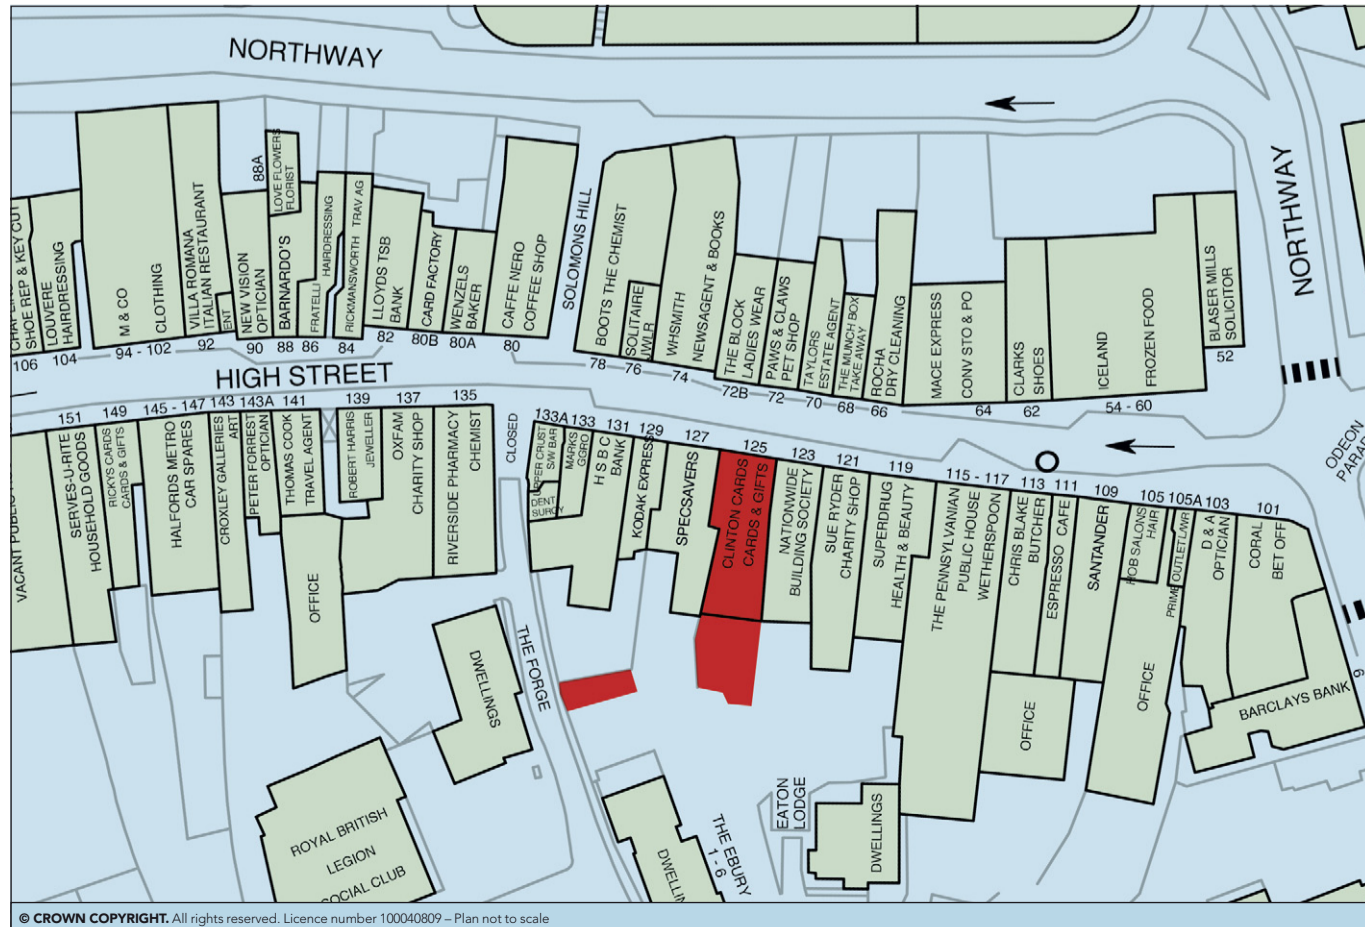 NORTHWAY
NORTHWAY
SHOE REP & KEY CUT
106
LOUVERE
HAIRDRESSING
104
M & CO
CLOTHING
94 - 102
VILLA ROMANA
ITALIAN RESTAURANT
92
ENT
NEW VISION
OPTICIAN
90
88A
LOVE FLOWERS
FLORIST
BARNARDO'S
88
FRATELLI HAIRDRESSING
86
RICKMANSWORTH TRAV AG
84
LLOYDS TSB
BANK
82
CARD FACTORY
80B
WENZELS
BAKER
80A
CAFFE NERO
COFFEE SHOP
80
SOLOMONS HILL
BOOTS THE CHEMIST
78
SOLITAIRE
JWLR
76
WHSMITH
NEWSAGENT & BOOKS
74
THE BLOCK
LADIES WEAR
72B
PAWS & CLAWS
PET SHOP
72
TAYLORS
ESTATE AGENT
70
THE MUNCH BOX
TAKE AWAY
68
ROCHA
DRY CLEANING
66
MACE EXPRESS
CONV STO & PO
64
CLARKS
SHOES
62
ICELAND
FROZEN FOOD
54 - 60
BLASER MILLS
SOLICITOR
52
HIGH STREET
ODEON
VACANT
151
SERVES-U-RITE
HOUSEHOLD GOODS
149
RICKYS CARDS
CARDS & GIFTS
145 - 147
HALFORDS METRO
CAR SPARES
143
CROXLEY GALLERIES
ART
143A
PETER FORREST
OPTICIAN
141
THOMAS COOK
TRAVEL AGENT
OFFICE
139
ROBERT HARRIS
JEWELLER
137
OXFAM
CHARITY SHOP
135
RIVERSIDE PHARMACY
CHEMIST
CLOSED
133A
UPPER CRUST
S/W BAR
DENT
SURGY
133
MARKS
GGRO
131
H S B C
BANK
129
KODAK EXPRESS
127
SPECSAVERS
125
CLINTON CARDS
CARDS & GIFTS
123
NATIONWIDE
BUILDING SOCIETY
121
SUE RYDER
CHARITY SHOP
119
SUPERDRUG
HEALTH & BEAUTY
115 - 117
THE PENNSYLVANIAN
PUBLIC HOUSE
WETHERSPOON
113
CHRIS BLAKE
BUTCHER
111
ESPRESSO CAFE
OFFICE
109
SANTANDER
105
HOB SALONS
HAIR
105A
PRIME OUTLET L/WR
OFFICE
103
D & A
OPTICIAN
101
CORAL
BET OFF
BARCLAYS BANK
9
THE FORGE
DWELLINGS
ROYAL BRITISH
LEGION
SOCIAL CLUB
THE EBURY
1 - 6
EATON
LODGE
DWELLINGS
© CROWN COPYRIGHT. All rights reserved. Licence number 100040809 – Plan not to scale